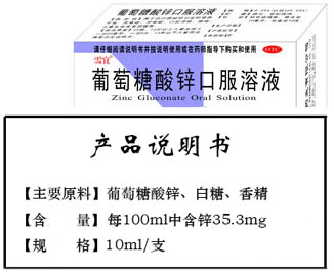 葡萄糖酸锌口服溶液
请仔细阅读说明书并按说明使用或在药师指导下购买和使用
OTC
雪宜
葡萄糖酸锌口服溶液
Zinc Gluconate Oral Solution
产品说明书
【主要原料】葡萄糖酸锌、白糖、香精
【含 量】每100ml中含锌35.3mg
【规 格】10ml/支